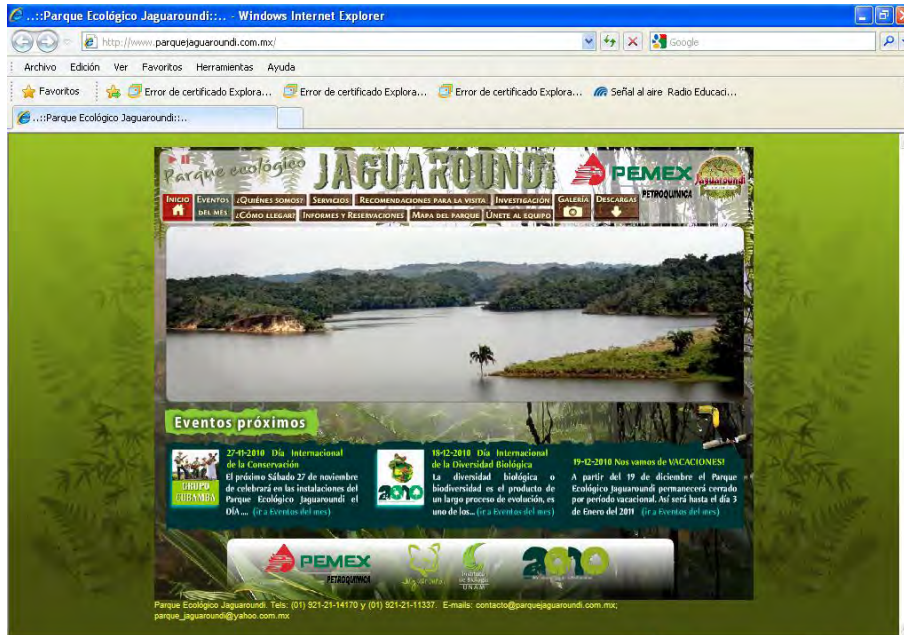 ..::Parque Ecológico Jaguaroundi::.. - Windows Internet Explorer
http://www.parquejaguaroundi.com.mx/
Google
Archivo Edición Ver Favoritos Herramientas Ayuda
Favoritos Error de certificado Explora... Error de certificado Explora... Error de certificado Explora... Señal al aire Radio Educaci...
..::Parque Ecológico Jaguaroundi::..
Parque ecológico JAGUAROUNDI PEMEX PETROQUIMICA Jaguaroundi
INICIO EVENTOS DEL MES ¿QUIÉNES SOMOS? SERVICIOS RECOMENDACIONES PARA LA VISITA INVESTIGACIÓN GALERÍA DESCARGAS
¿CÓMO LLEGAR? INFORMES Y RESERVACIONES MAPA DEL PARQUE ÚNETE AL EQUIPO
Eventos próximos
GRUPO
CUBAMBA
27-11-2010 Día Internacional
de la Conservación
El próximo Sábado 27 de noviembre
de celebrará en las instalaciones del
Parque Ecológico Jaguaroundi el
DÍA .... (ir a Eventos del mes)
2010
18-12-2010 Día Internacional
de la Diversidad Biológica
La diversidad biológica o
biodiversidad es el producto de
un largo proceso de evolución, es
uno de los... (ir a Eventos del mes)
19-12-2010 Nos vamos de VACACIONES!
A partir del 19 de diciembre el Parque
Ecológico Jaguaroundi permanecerá cerrado
por período vacacional. Así será hasta el día 3
de Enero del 2011 (ir a Eventos del mes)
PEMEX
PETROQUIMICA
Jaguaroundi
Instituto
de Biología
UNAM
2010
Parque Ecológico Jaguaroundi. Tels: (01) 921-21-14170 y (01) 921-21-11337. E-mails: contacto@parquejaguaroundi.com.mx;
parque_jaguaroundi@yahoo.com.mx